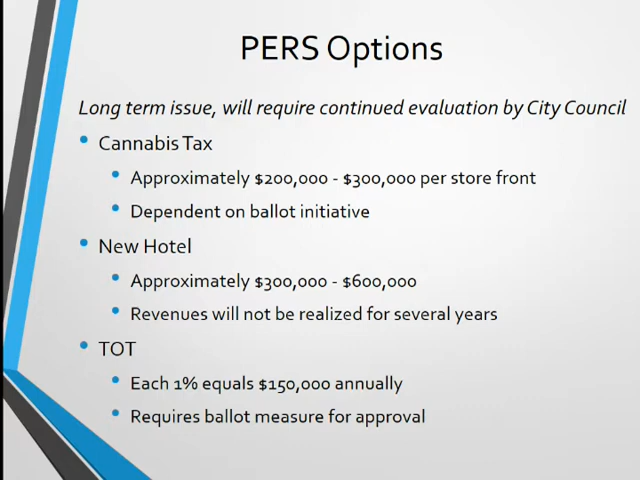 PERS Options
Long term issue, will require continued evaluation by City Council
• Cannabis Tax
• Approximately $200,000 - $300,000 per store front
• Dependent on ballot initiative
• New Hotel
• Approximately $300,000 - $600,000
• Revenues will not be realized for several years
• TOT
• Each 1% equals $150,000 annually
• Requires ballot measure for approval